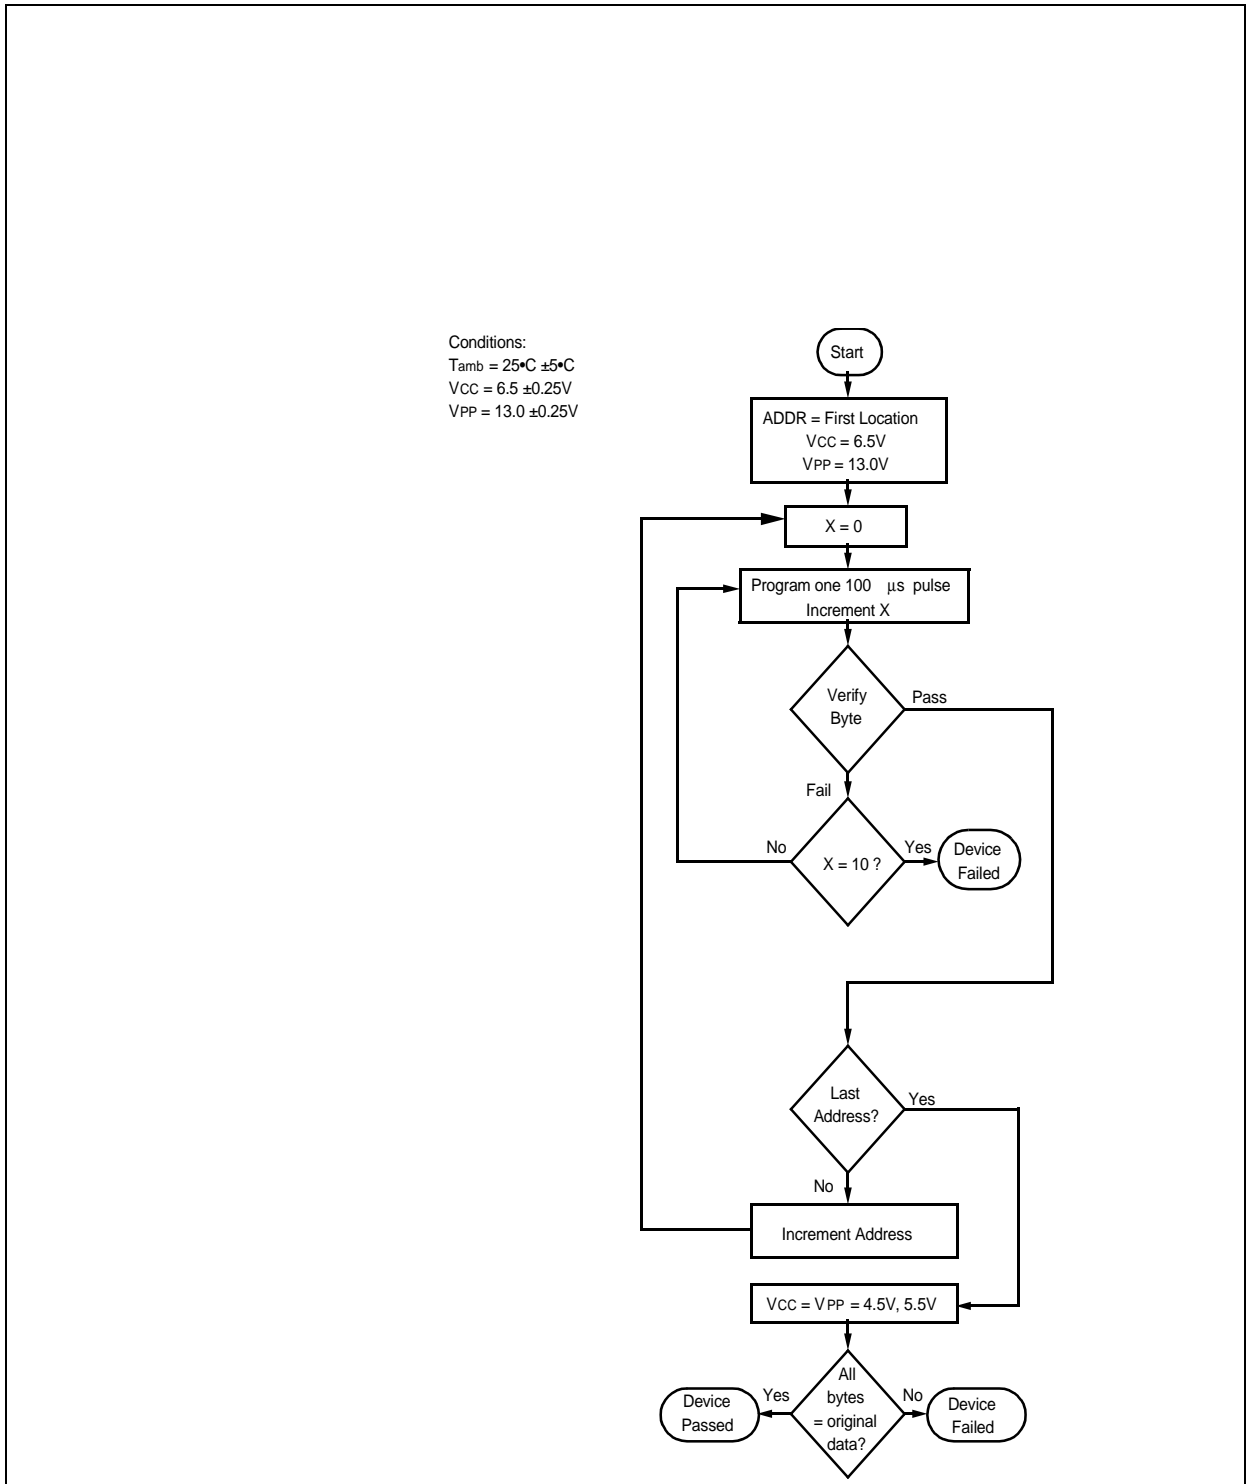 Conditions:
Tamb = 25•C ±5•C
VCC = 6.5 ±0.25V
VPP = 13.0 ±0.25V
Start
ADDR = First Location
VCC = 6.5V
VPP = 13.0V
X = 0
Program one 100 µs pulse
Increment X
Verify
Byte
Pass
Fail
No
X = 10 ?
Yes
Device
Failed
Last
Address?
Yes
No
Increment Address
VCC = VPP = 4.5V, 5.5V
Device
Passed
Yes
All
bytes
= original
data?
No
Device
Failed